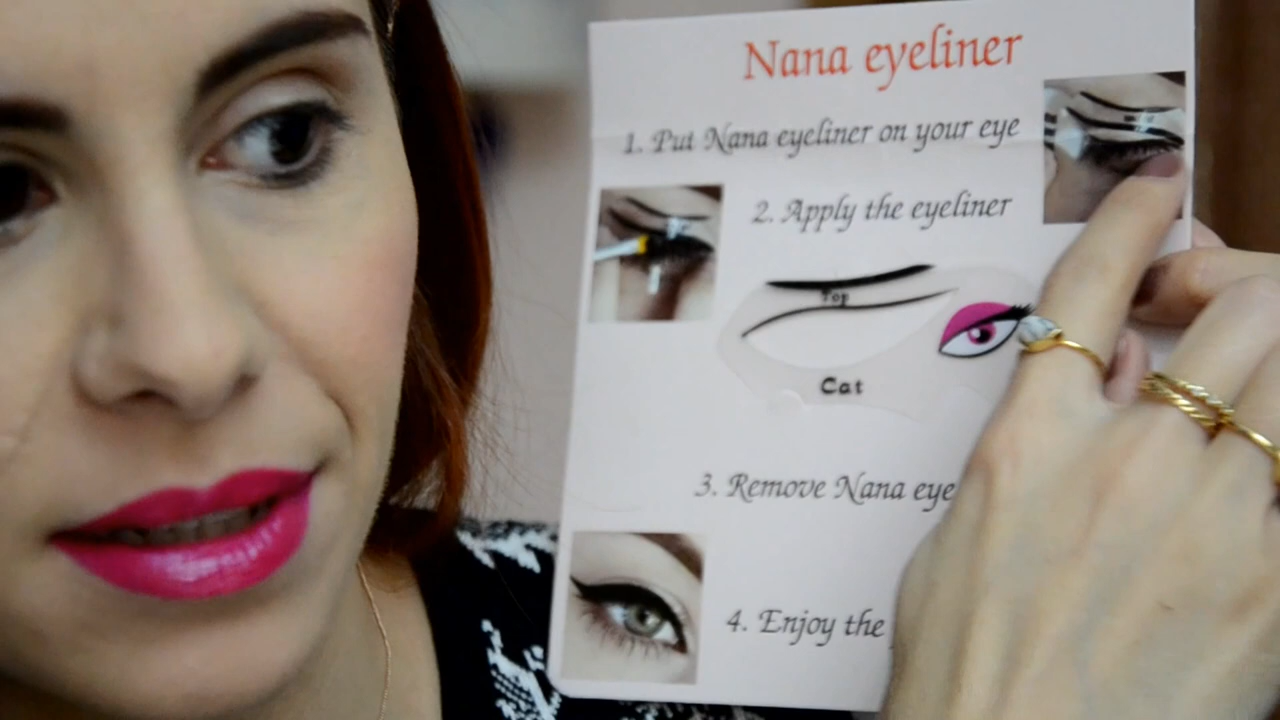 Nana eyeliner
1. Put Nana eyeliner on your eye
2. Apply the eyeliner
Top
Cat
3. Remove Nana eye
4. Enjoy the